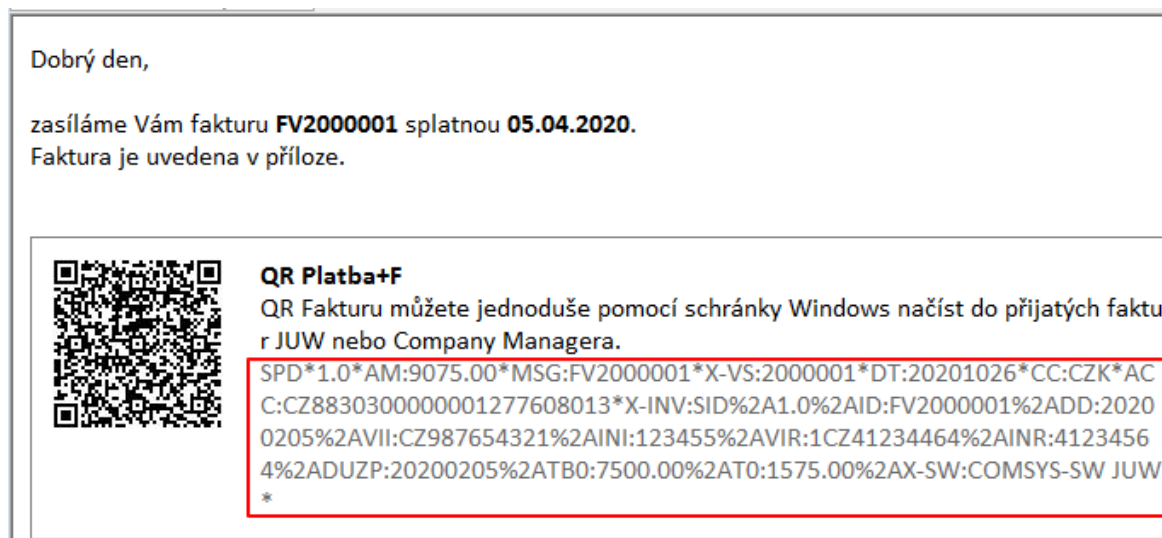 Dobrý den,
zasíláme Vám fakturu FV2000001 splatnou 05.04.2020.
Faktura je uvedena v příloze.
QR Platba+F
QR Fakturu můžete jednoduše pomocí schránky Windows načíst do přijatých faktu
r JUW nebo Company Managera.
SPD*1.0*AM:9075.00*MSG:FV2000001*X-VS:2000001*DT:20201026*CC:CZK*AC
C:CZ8830300000001277608013*X-INV:SID%2A1.0%2AID:FV2000001%2ADD:2020
0205%2AVII:CZ987654321%2AINI:123455%2AVIR:1CZ41234464%2AINR:4123456
4%2ADUZP:20200205%2ATB0:7500.00%2AT0:1575.00%2AX-SW:COMSYS-SW JUW
*